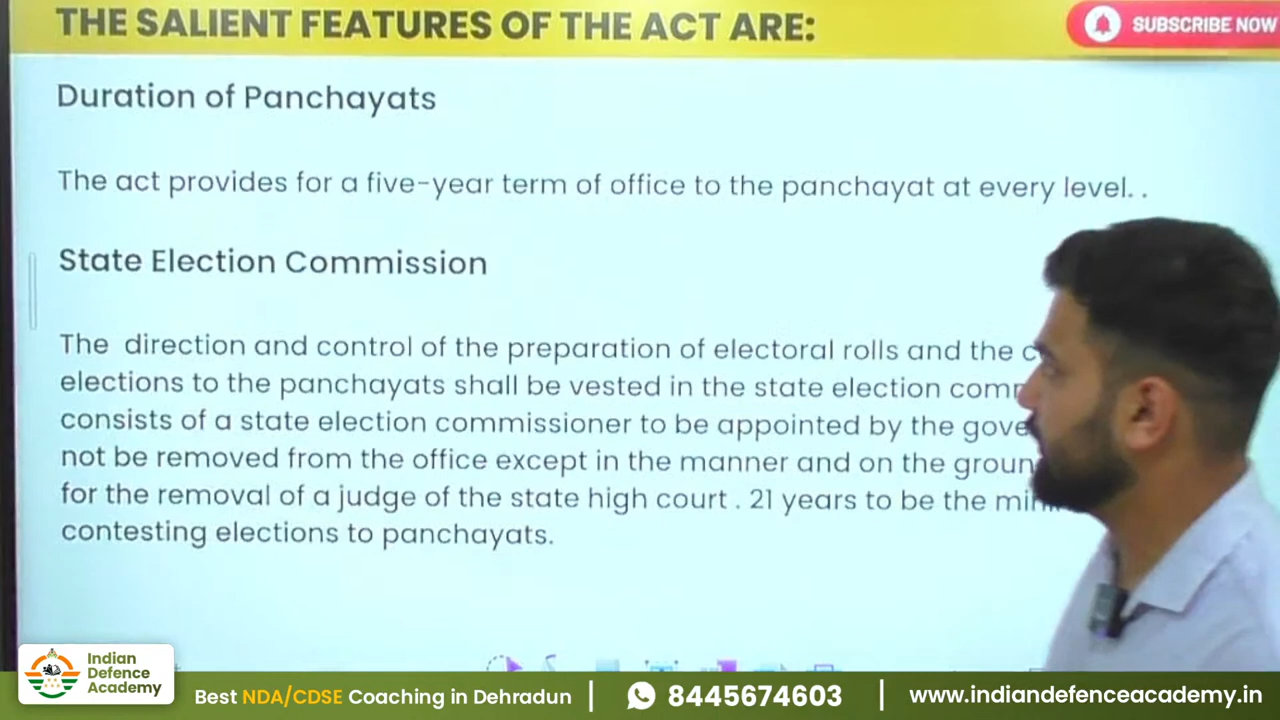 THE SALIENT FEATURES OF THE ACT ARE:
SUBSCRIBE NOW
Duration of Panchayats
The act provides for a five-year term of office to the panchayat at every level. .
State Election Commission
The direction and control of the preparation of electoral rolls and the
elections to the panchayats shall be vested in the state election
consists of a state election commissioner to be appointed by the
not be removed from the office except in the manner and on the
for the removal of a judge of the state high court . 21 years to be the
contesting elections to panchayats.
Indian
Defence
Academy
Best NDA/CDSE Coaching in Dehradun | 8445674603 | www.indiandefenceacademy.in